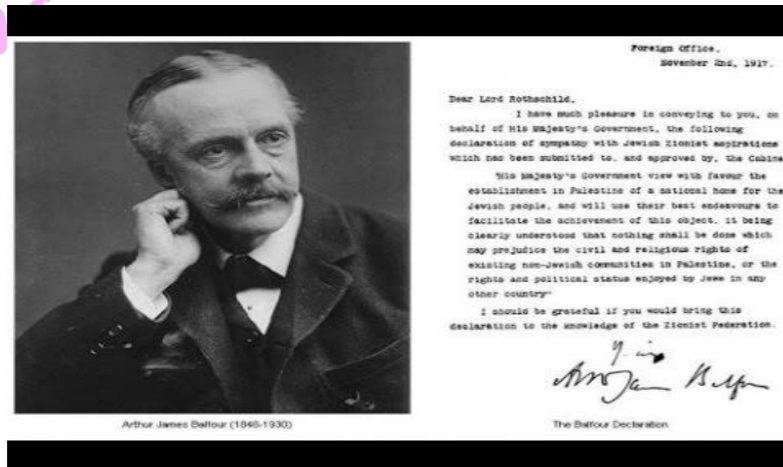 Foreign Office,
November 2nd, 1917.
Dear Lord Rothschild,
I have much pleasure in conveying to you, on
behalf of His Majesty's Government, the following
declaration of sympathy with Jewish Zionist aspirations
which has been submitted to, and approved by, the Cabine
"His Majesty's Government view with favour the
establishment in Palestine of a national home for the
Jewish people, and will use their best endeavours to
facilitate the achievement of this object, it being
clearly understood that nothing shall be done which
may prejudice the civil and religious rights of
existing non-Jewish communities in Palestine, or the
rights and political status enjoyed by Jews in any
other country"
I should be grateful if you would bring this
declaration to the knowledge of the Zionist Federation.
Arthur James Balfour (1848-1930)
The Balfour Declaration